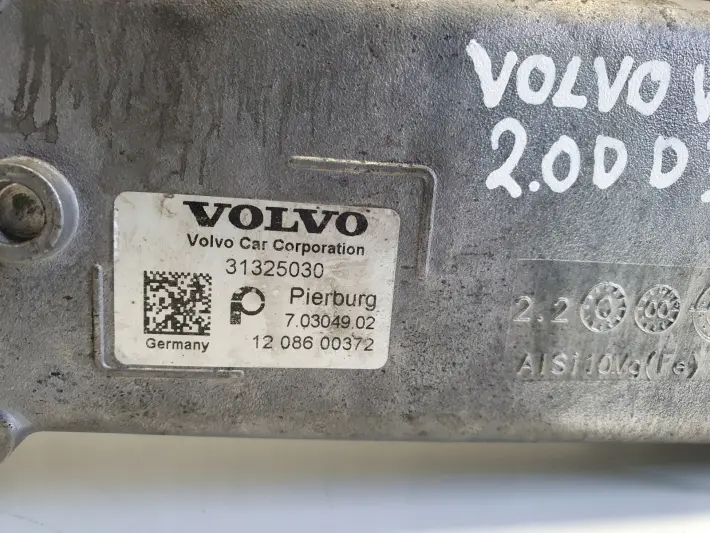 VOLVO V
2.0D D
VOLVO
Volvo Car Corporation
31325030
Pierburg
7.03049.02
Germany
12 086 00372
2.2
AlSi10Mg(Fe)